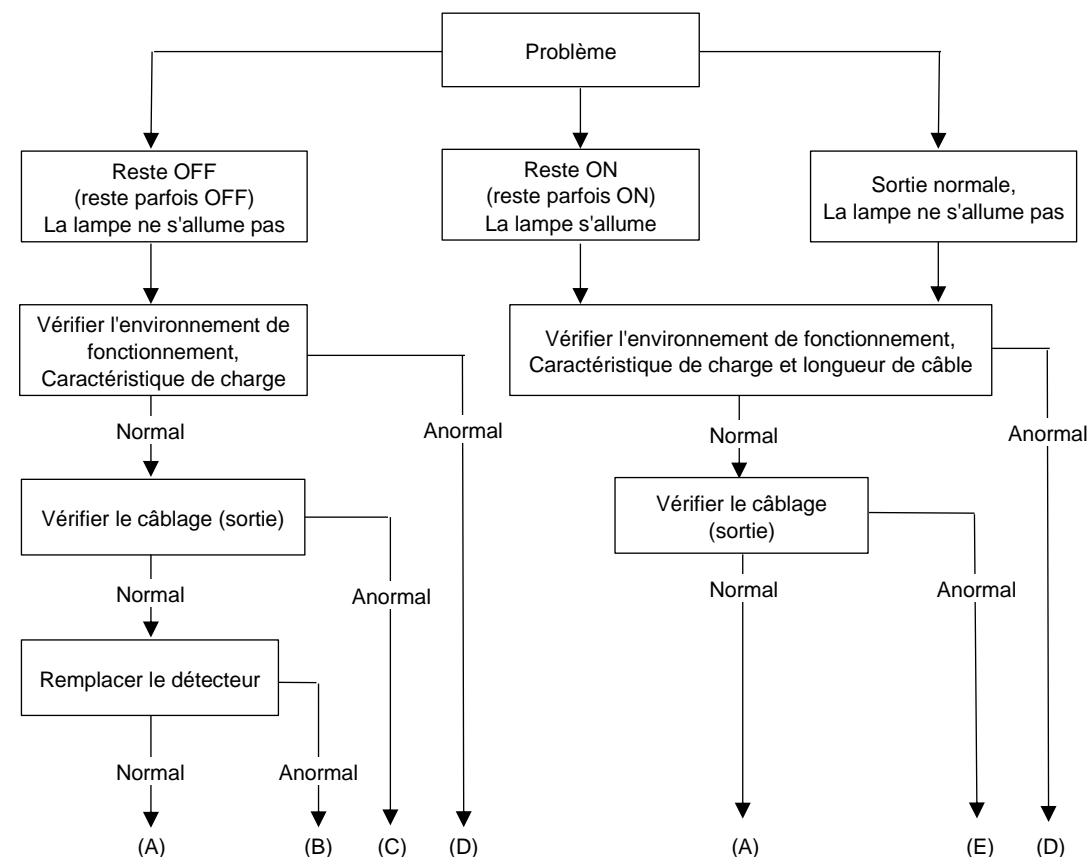 Problème
Reste OFF
(reste parfois OFF)
La lampe ne s'allume pas
Reste ON
(reste parfois ON)
La lampe s'allume
Sortie normale,
La lampe ne s'allume pas
Vérifier l'environnement de
fonctionnement,
Caractéristique de charge
Vérifier l'environnement de fonctionnement,
Caractéristique de charge et longueur de câble
Normal
Anormal
Normal
Anormal
Vérifier le câblage (sortie)
Vérifier le câblage
(sortie)
Normal
Anormal
Normal
Anormal
Remplacer le détecteur
Normal
Anormal
(A)
(B)
(C)
(D)
(A)
(E)
(D)